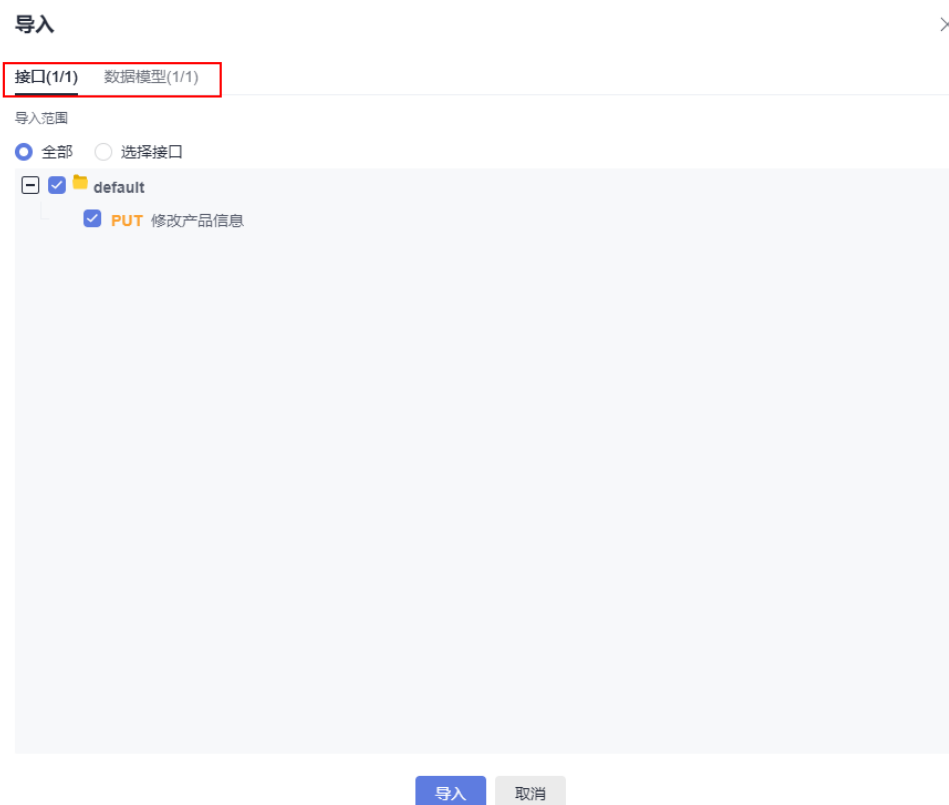 导入
接口(1/1) 数据模型(1/1)
导入范围
全部 选择接口
default
PUT 修改产品信息
导入 取消